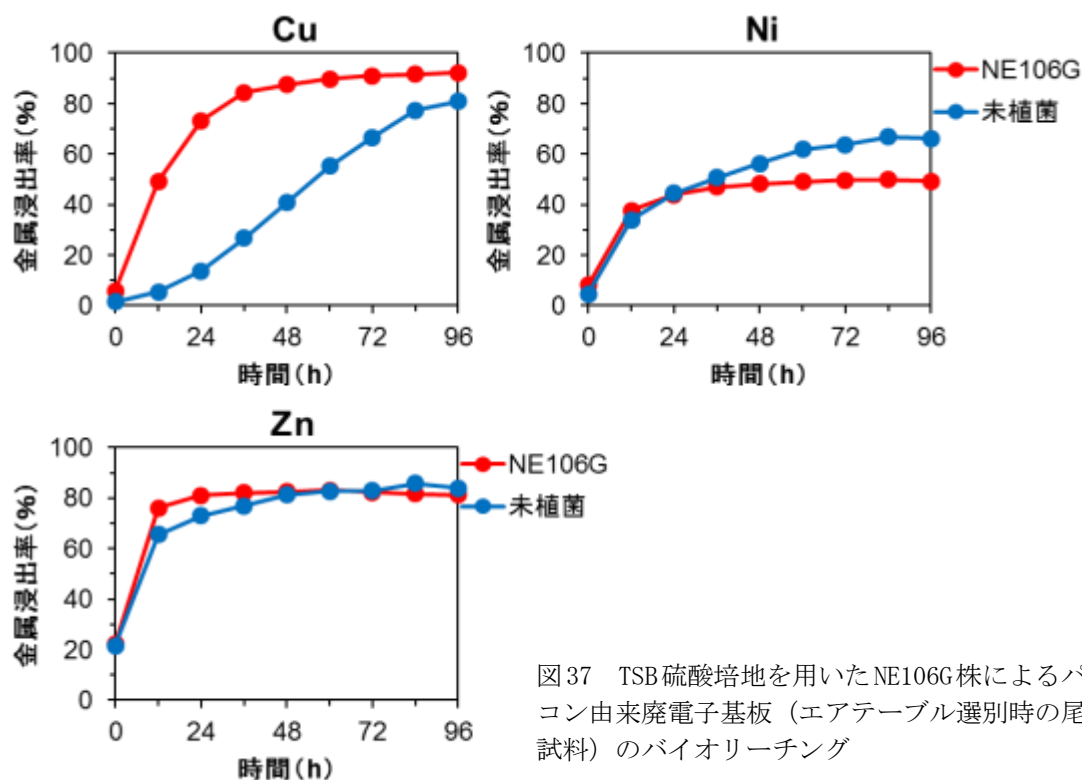 Cu
金属浸出率(%)
100
80
60
40
20
0
0 24 48 72 96
時間(h)
Ni
金属浸出率(%)
100
80
60
40
20
0
0 24 48 72 96
時間(h)
NE106G
未植菌
Zn
金属浸出率(%)
100
80
60
40
20
0
0 24 48 72 96
時間(h)
NE106G
未植菌
図37 TSB硫酸培地を用いたNE106G株によるパ
コン由来廃電子基板（エアテーブル選別時の尾
試料）のバイオリーチング